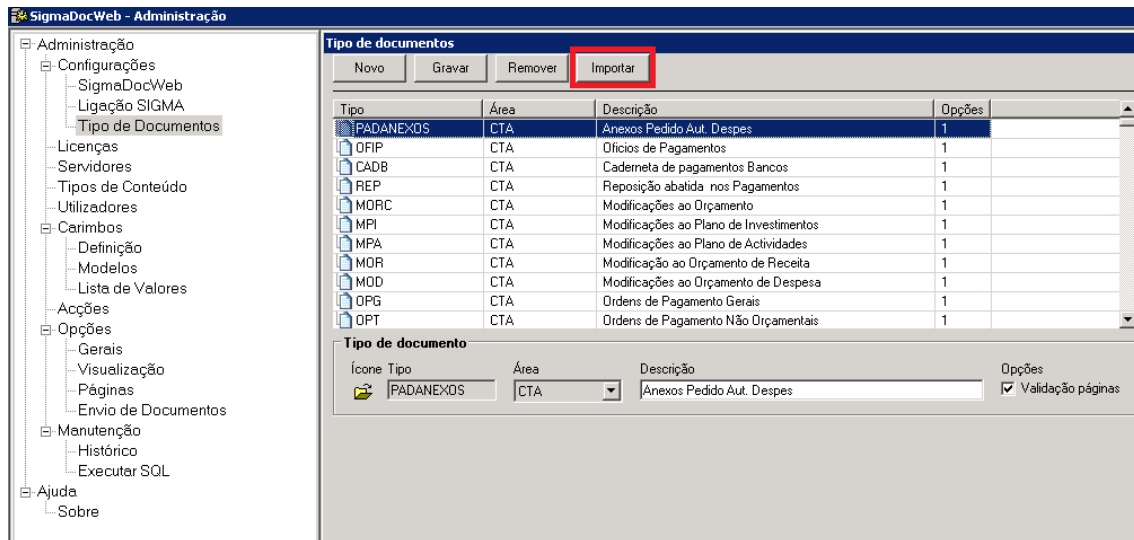 SigmaDocWeb - Administração
Administração
Configurações
SigmaDocWeb
Ligação SIGMA
Tipo de Documentos
Licenças
Servidores
Tipos de Conteúdo
Utilizadores
Carimbos
Definição
Modelos
Lista de Valores
Acções
Opções
Gerais
Visualização
Páginas
Envio de Documentos
Manutenção
Histórico
Executar SQL
Ajuda
Sobre
Tipo de documentos
Novo Gravar Remover Importar
Tipo Área Descrição Opções
PADANEXOS CTA Anexos Pedido Aut. Despes 1
OFIP CTA Oficios de Pagamentos 1
CADB CTA Caderneta de pagamentos Bancos 1
REP CTA Reposição abatida nos Pagamentos 1
MORC CTA Modificações ao Orçamento 1
MPI CTA Modificações ao Plano de Investimentos 1
MPA CTA Modificações ao Plano de Actividades 1
MOR CTA Modificação ao Orçamento de Receita 1
MOD CTA Modificações ao Orçamento de Despesa 1
OPG CTA Ordens de Pagamento Gerais 1
OPT CTA Ordens de Pagamento Não Orçamentais 1
Tipo de documento
Ícone Tipo Área Descrição Opções
PADANEXOS CTA Anexos Pedido Aut. Despes Validação páginas